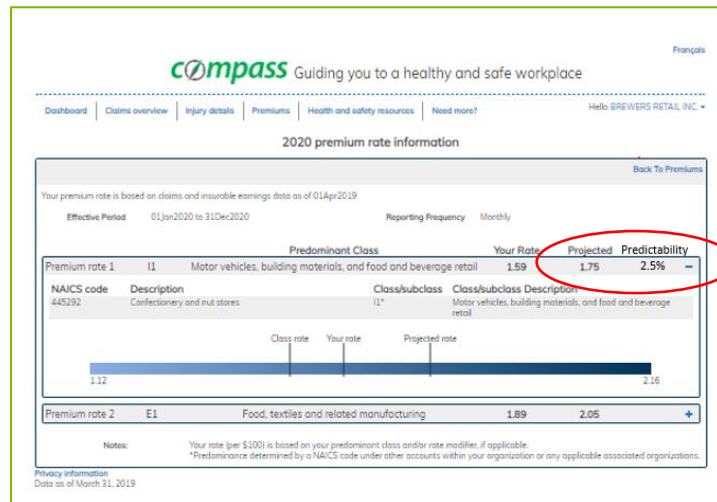 Français
compass Guiding you to a healthy and safe workplace
Dashboard Claims overview Injury details Premiums Health and safety resources Need more? Hello BREWERS RETAIL INC.
2020 premium rate information
Back To Premiums
Your premium rate is based on claims and insurable earnings data as of 01Apr2019
Effective Period 01Jan2020 to 31Dec2020 Reporting Frequency Monthly
Predominant Class Your Rate Projected Predictability
Premium rate 1 I1 Motor vehicles, building materials, and food and beverage retail 1.59 1.75 2.5% −
NAICS code Description Class/subclass Class/subclass Description
445292 Confectionery and nut stores I1* Motor vehicles, building materials, and food and beverage
retail
Class rate Your rate Projected rate
1.12 2.16
Premium rate 2 E1 Food, textiles and related manufacturing 1.89 2.05 +
Notes: Your rate (per $100) is based on your predominant class and/or rate modifier, if applicable.
*Predominance determined by a NAICS code under other accounts within your organization or any applicable associated organizations.
Privacy information
Data as of March 31, 2019